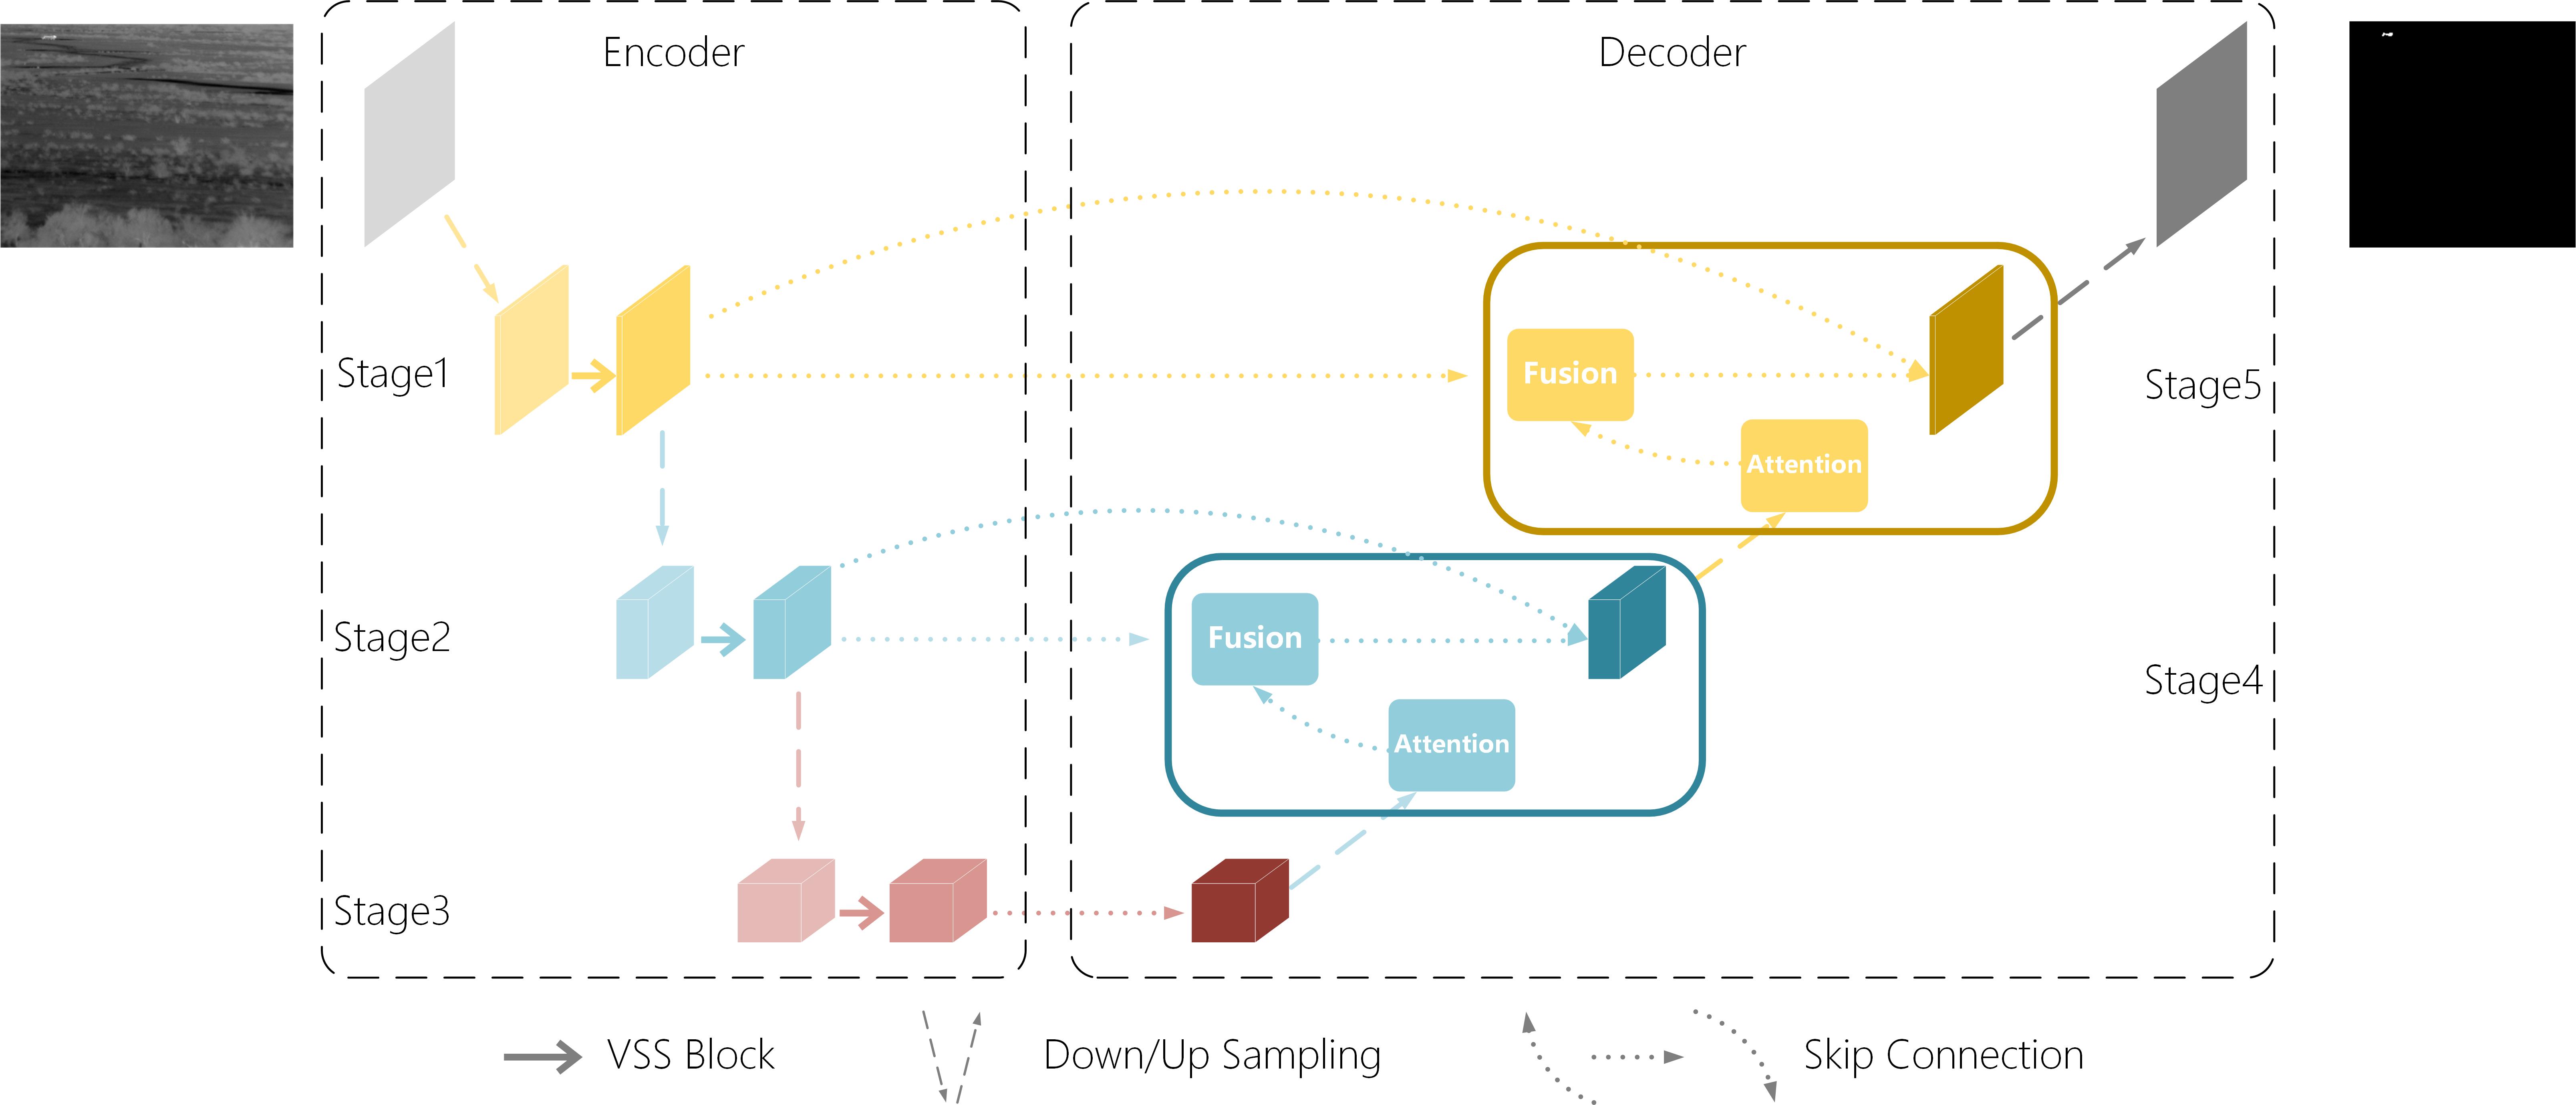 Encoder
Decoder
Stage1
Fusion
Stage5
Attention
Stage2
Fusion
Stage4
Attention
Stage3
VSS Block
Down/Up Sampling
Skip Connection